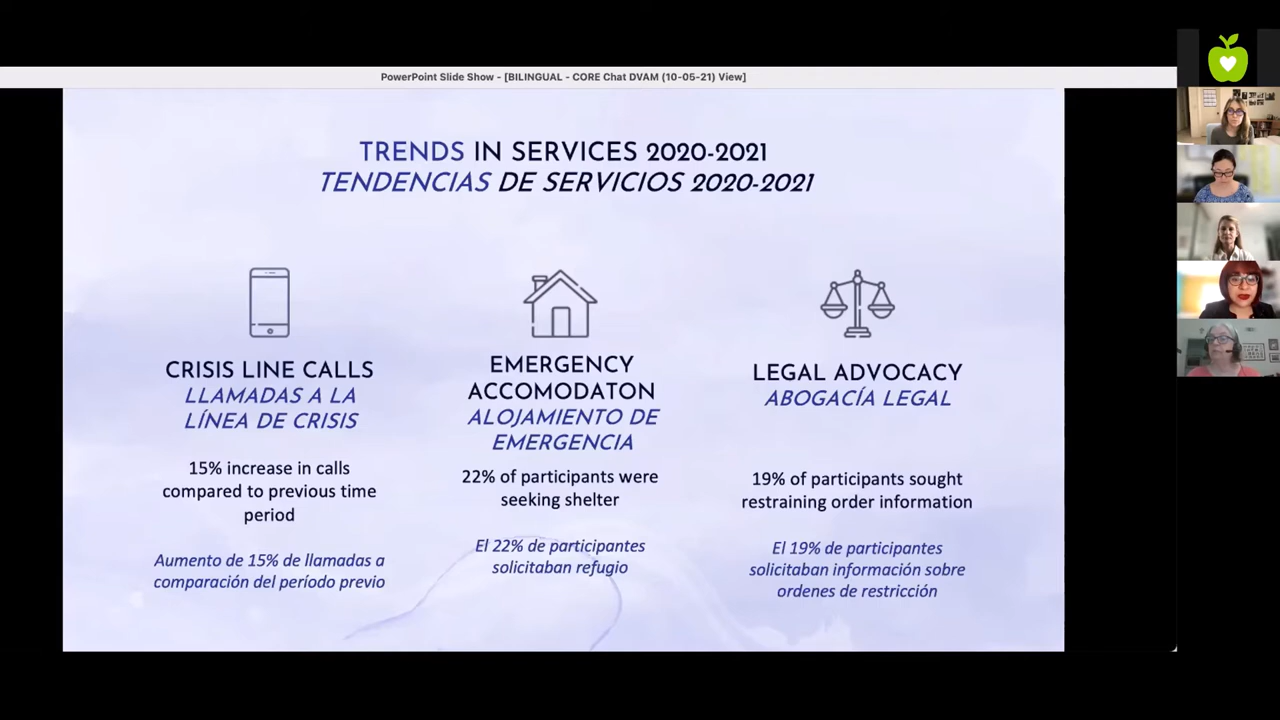 PowerPoint Slide Show - [BILINGUAL - CORE Chat DVAM (10-05-21) View]
TRENDS IN SERVICES 2020-2021
TENDENCIAS DE SERVICIOS 2020-2021
CRISIS LINE CALLS
LLAMADAS A LA
LÍNEA DE CRISIS
15% increase in calls
compared to previous time
period
Aumento de 15% de llamadas a
comparación del período previo
EMERGENCY
ACCOMODATON
ALOJAMIENTO DE
EMERGENCIA
22% of participants were
seeking shelter
El 22% de participantes
solicitaban refugio
LEGAL ADVOCACY
ABOGACÍA LEGAL
19% of participants sought
restraining order information
El 19% de participantes
solicitaban información sobre
ordenes de restricción